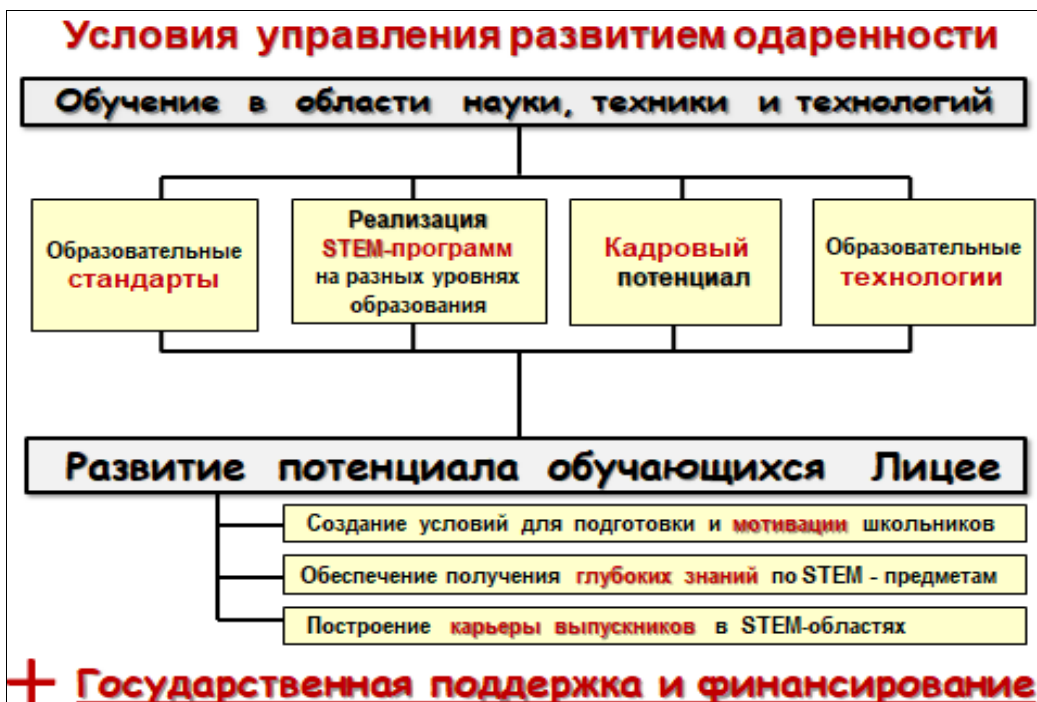 Условия управления развитием одаренности
Обучение в области науки, техники и технологий
Образовательные
стандарты
Реализация
STEM-программ
на разных уровнях
образования
Кадровый
потенциал
Образовательные
технологии
Развитие потенциала обучающихся Лицее
Создание условий для подготовки и мотивации школьников
Обеспечение получения глубоких знаний по STEM - предметам
Построение карьеры выпускников в STEM-областях
+ Государственная поддержка и финансирование